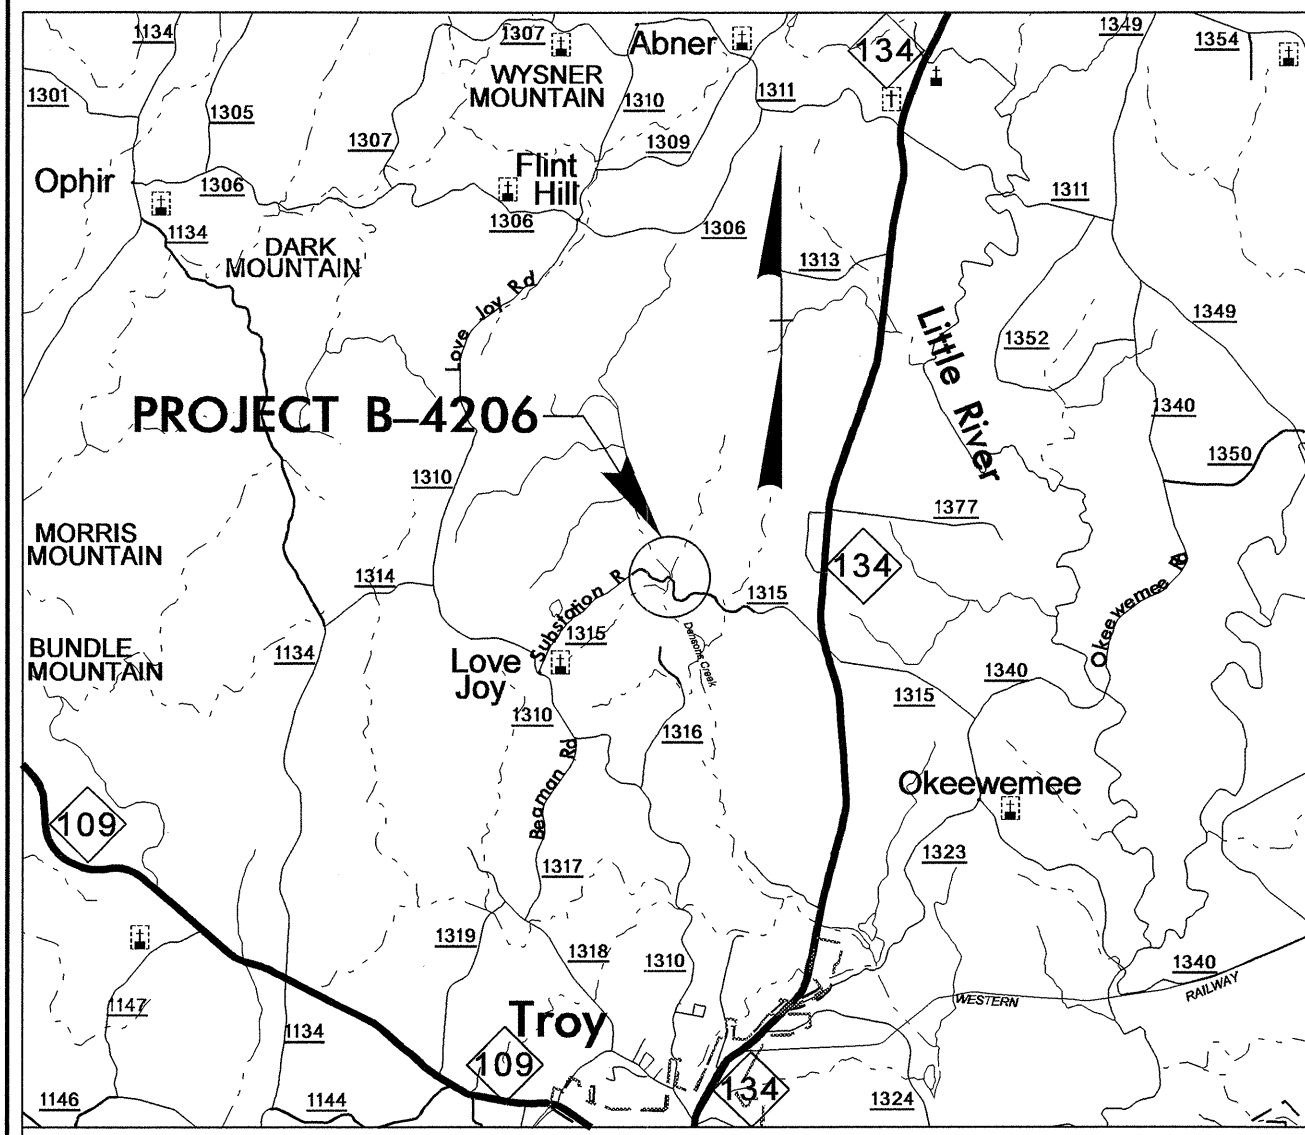 1134
1307
Abner
134
1349
1354
WYSNER
MOUNTAIN
1301
1305
1310
1311
1307
1309
Flint
Hill
Ophir
1306
1311
1306
1306
1134
DARK
MOUNTAIN
1313
Love Joy Rd
Little River
1349
1352
PROJECT B-4206
1340
1310
1350
1377
MORRIS
MOUNTAIN
134
Okeewemee Rd
1314
1315
Substation R
1315
BUNDLE
MOUNTAIN
1134
Love
Joy
Densons Creek
1340
1315
1310
1316
Beaman Rd
Okeewemee
109
1323
1317
1319
1318
1310
1340
WESTERN
RAILWAY
1147
Troy
1134
109
134
1146
1144
1324